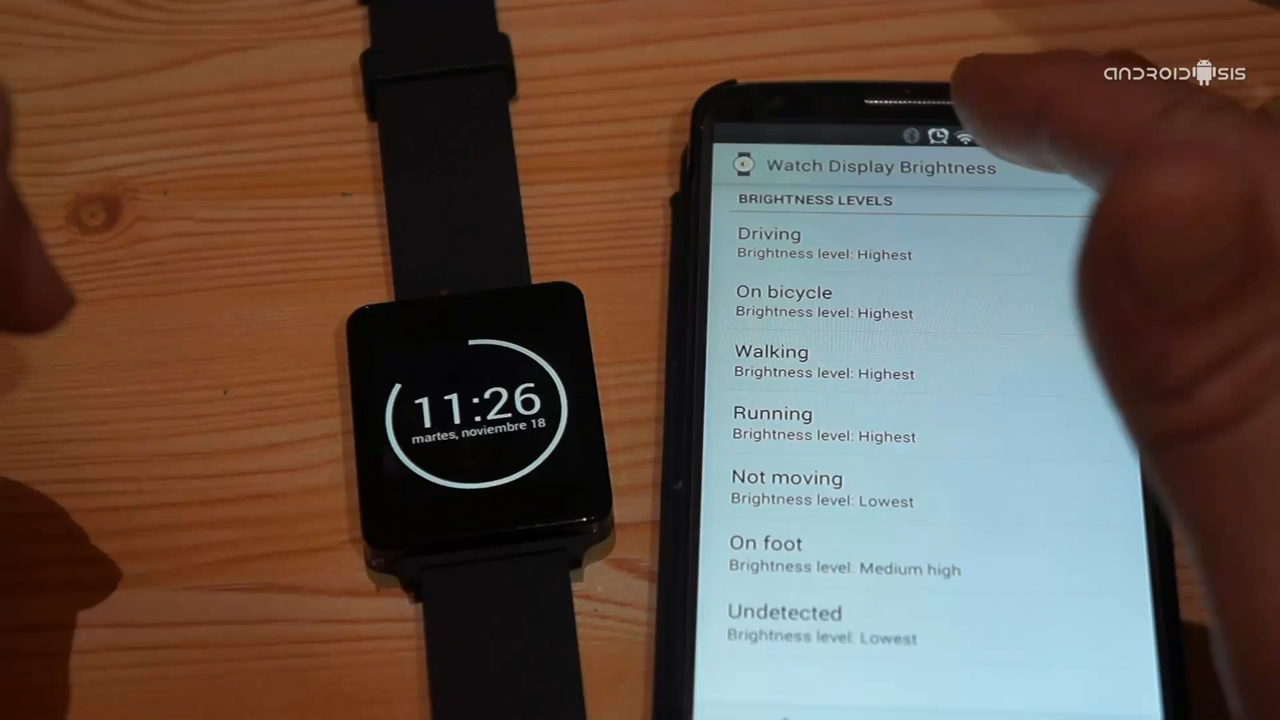 ANDROIDSIS
11:26
martes, noviembre 18
Watch Display Brightness
BRIGHTNESS LEVELS
Driving
Brightness level: Highest
On bicycle
Brightness level: Highest
Walking
Brightness level: Highest
Running
Brightness level: Highest
Not moving
Brightness level: Lowest
On foot
Brightness level: Medium high
Undetected
Brightness level: Lowest